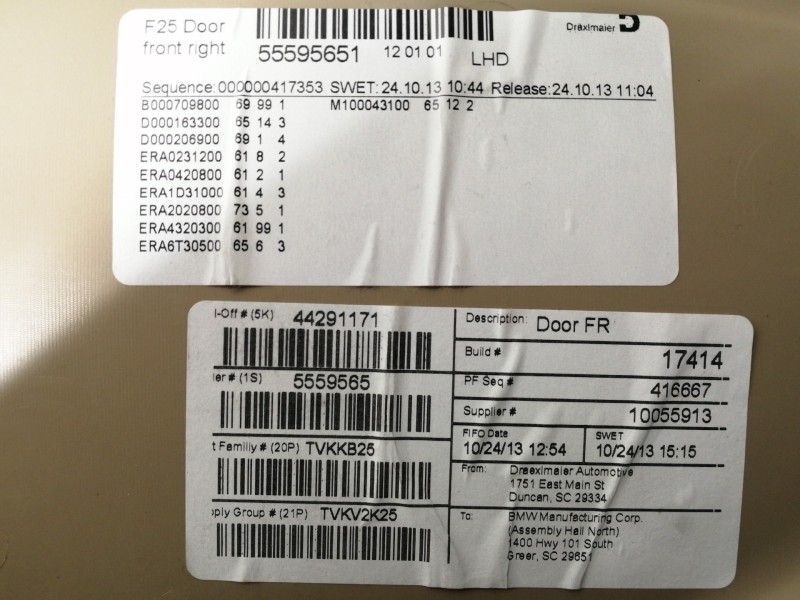 F25 Door
front right
55595651
12 01 01
LHD
Dräxlmaier
Sequence:000000417353 SWET:24.10.13 10:44 Release:24.10.13 11:04
B000709800 69 99 1
M100043100 65 12 2
D000163300 65 14 3
D000206900 69 1 4
ERA0231200 61 8 2
ERA0420800 61 2 1
ERA1D31000 61 4 3
ERA2020800 73 5 1
ERA4320300 61 99 1
ERA6T30500 65 6 3
l-Off # (5K) 44291171
ier # (1S) 5559565
t Family # (20P) TVKKB25
ply Group # (21P) TVKV2K25
Description: Door FR
Build # 17414
PF Seq # 416667
Supplier # 10055913
FIFO Date
10/24/13 12:54
SWET
10/24/13 15:15
From: Draeximaier Automotive
1751 East Main St
Duncan, SC 29334
To: BMW Manufacturing Corp.
(Assembly Hall North)
1400 Hwy 101 South
Greer, SC 29651